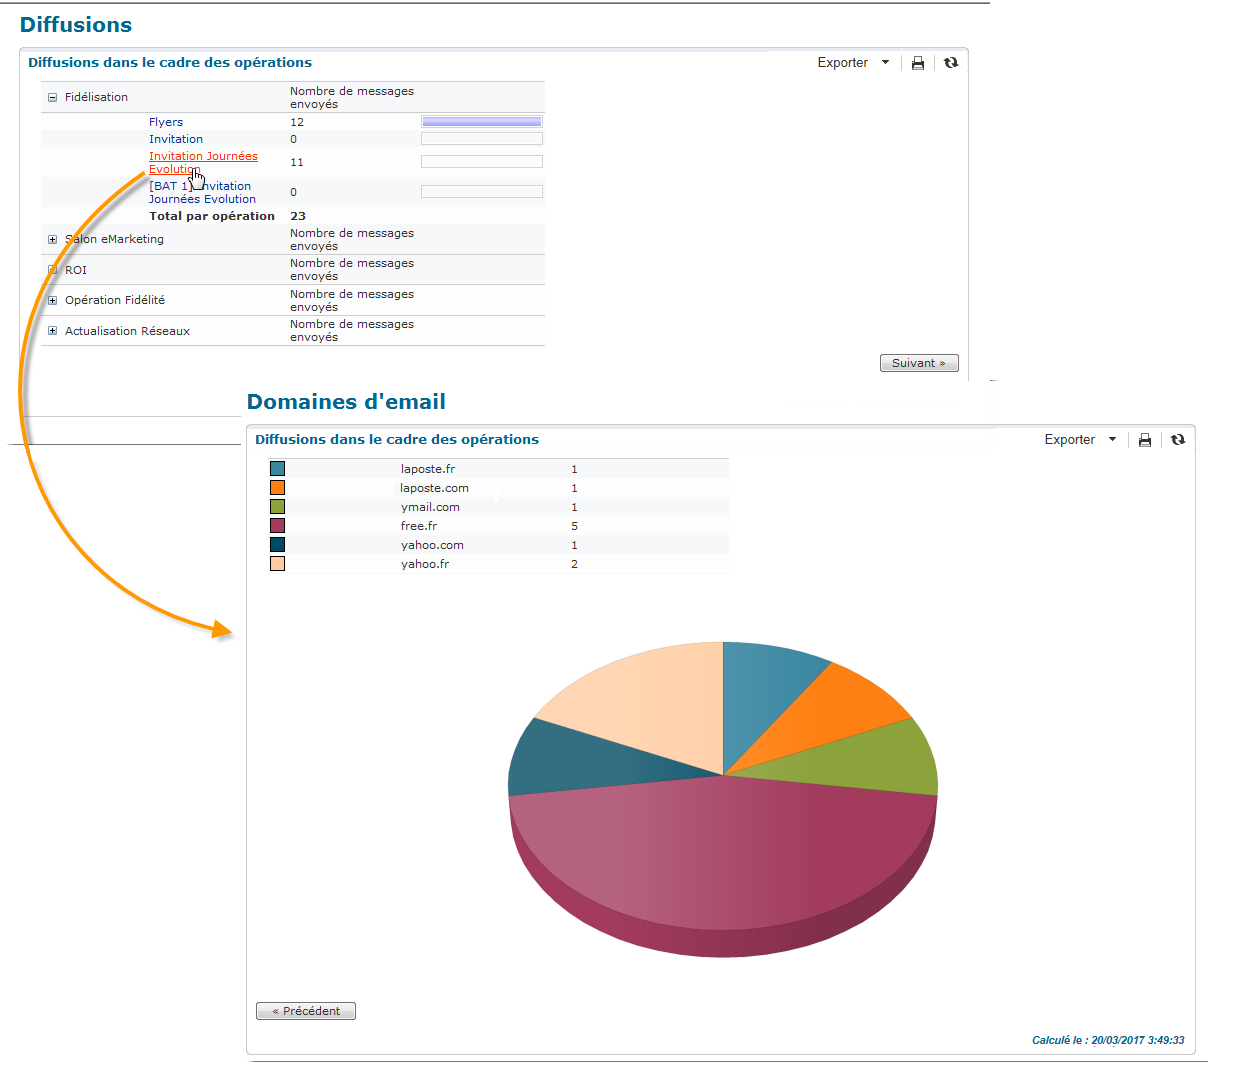 Diffusions
Diffusions dans le cadre des opérations
Exporter
Fidélisation
Nombre de messages
envoyés
Flyers 12
Invitation 0
Invitation Journées
Evolution
11
[BAT 1] Invitation
Journées Evolution
0
Total par opération 23
Salon eMarketing
Nombre de messages
envoyés
ROI
Nombre de messages
envoyés
Opération Fidélité
Nombre de messages
envoyés
Actualisation Réseaux
Nombre de messages
envoyés
Suivant »
Domaines d'email
Diffusions dans le cadre des opérations
Exporter
laposte.fr 1
laposte.com 1
ymail.com 1
free.fr 5
yahoo.com 1
yahoo.fr 2
« Précédent
Calculé le : 20/03/2017 3:49:33